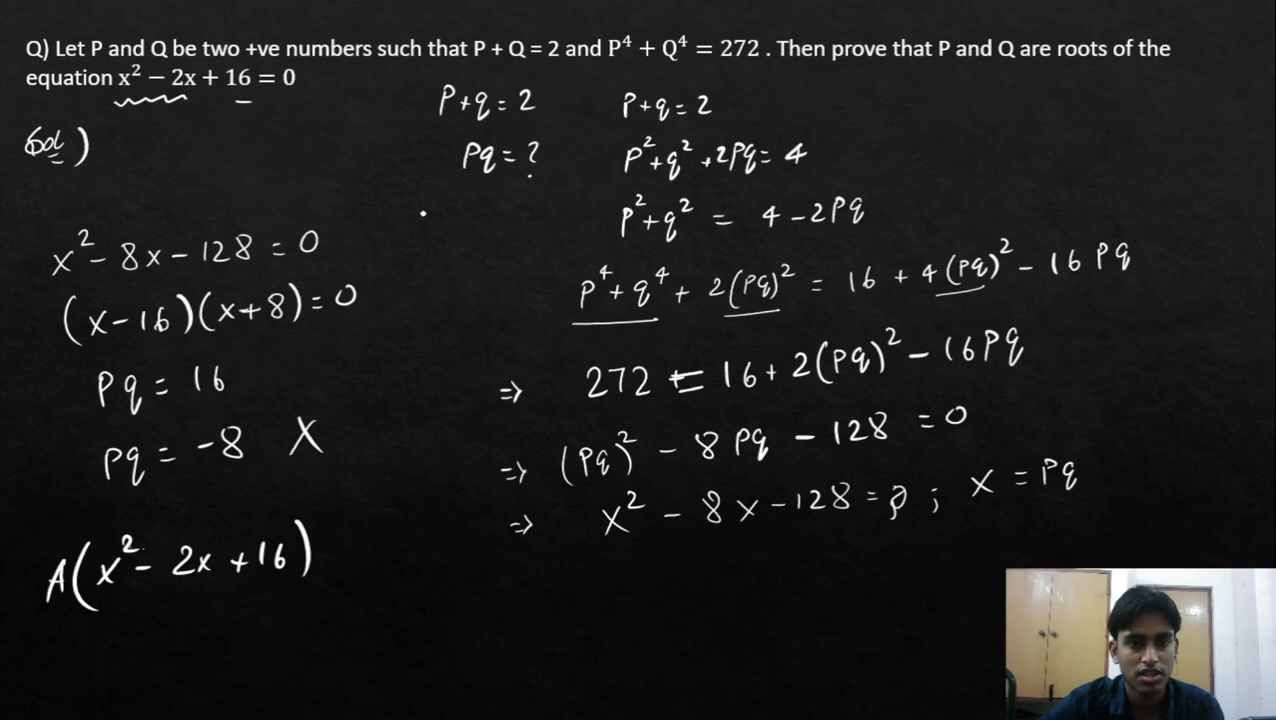 Q) Let P and Q be two +ve numbers such that P + Q = 2 and P⁴ + Q⁴ = 272 . Then prove that P and Q are roots of the
equation x² − 2x + 16 = 0
Sol )
P+q = 2
Pq = ?
P+q = 2
P²+q²+2Pq = 4
P²+q² = 4 - 2Pq
P⁴+q⁴ + 2(Pq)² = 16 + 4(Pq)² - 16Pq
=> 272 = 16 + 2(Pq)² - 16Pq
=> (Pq)² - 8Pq - 128 = 0
=> x² - 8x - 128 = 0 ; x = Pq
x² - 8x - 128 = 0
(x-16)(x+8) = 0
Pq = 16
Pq = -8 X
A(x² - 2x + 16)